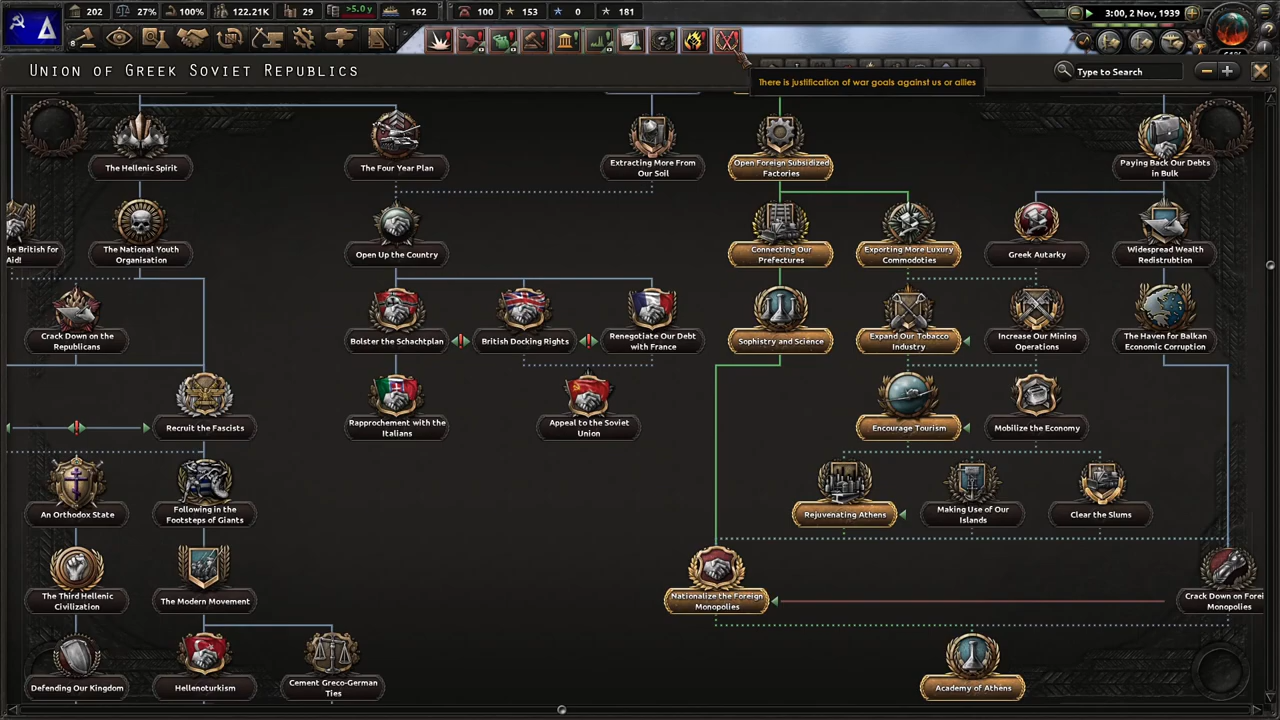 202
27%
100%
122.21K
29
>5.0 y
162
100
153
0
181
3:00, 2 Nov, 1939
8
Union of Greek Soviet Republics
Type to Search
There is justification of war goals against us or allies
The Hellenic Spirit
The Four Year Plan
Extracting More From
Our Soil
Open Foreign Subsidized
Factories
Paying Back Our Debts
in Bulk
he British for
Aid!
The National Youth
Organisation
Open Up the Country
Connecting Our
Prefectures
Exporting More Luxury
Commodoties
Greek Autarky
Widespread Wealth
Redistrubtion
Crack Down on the
Republicans
Bolster the Schachtplan
British Docking Rights
Renegotiate Our Debt
with France
Sophistry and Science
Expand Our Tobacco
Industry
Increase Our Mining
Operations
The Haven for Balkan
Economic Corruption
Recruit the Fascists
Rapprochement with the
Italians
Appeal to the Soviet
Union
Encourage Tourism
Mobilize the Economy
An Orthodox State
Following in the
Footsteps of Giants
Rejuvenating Athens
Making Use of Our
Islands
Clear the Slums
The Third Hellenic
Civilization
The Modern Movement
Nationalize the Foreign
Monopolies
Crack Down on Forei
Monopolies
Defending Our Kingdom
Hellenoturkism
Cement Greco-German
Ties
Academy of Athens